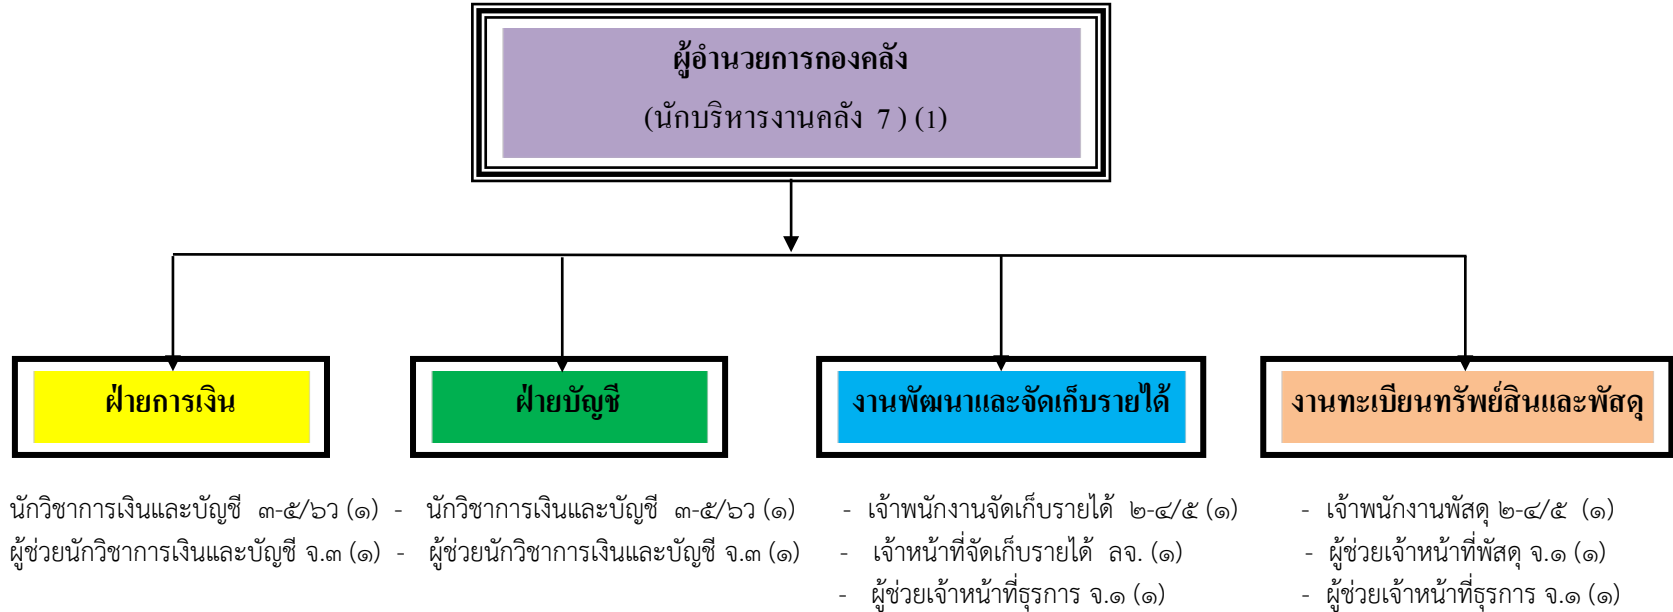 ผู้อำนวยการกองคลัง
(นักบริหารงานคลัง 7 ) (1)
ฝ่ายการเงิน
ฝ่ายบัญชี
งานพัฒนาและจัดเก็บรายได้
งานทะเบียนทรัพย์สินและพัสดุ
นักวิชาการเงินและบัญชี ๓-๕/๖ว (๑)
ผู้ช่วยนักวิชาการเงินและบัญชี จ.๓ (๑)
- นักวิชาการเงินและบัญชี ๓-๕/๖ว (๑)
- ผู้ช่วยนักวิชาการเงินและบัญชี จ.๓ (๑)
- เจ้าพนักงานจัดเก็บรายได้ ๒-๔/๕ (๑)
- เจ้าหน้าที่จัดเก็บรายได้ ลจ. (๑)
- ผู้ช่วยเจ้าหน้าที่ธุรการ จ.๑ (๑)
- เจ้าพนักงานพัสดุ ๒-๔/๕ (๑)
- ผู้ช่วยเจ้าหน้าที่พัสดุ จ.๑ (๑)
- ผู้ช่วยเจ้าหน้าที่ธุรการ จ.๑ (๑)